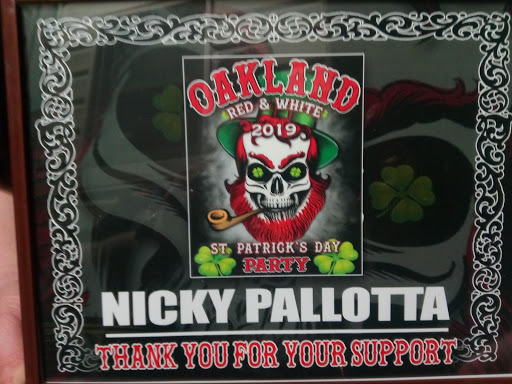 OAKLAND
RED & WHITE
2019
ST. PATRICK'S DAY
PARTY
NICKY PALLOTTA
THANK YOU FOR YOUR SUPPORT